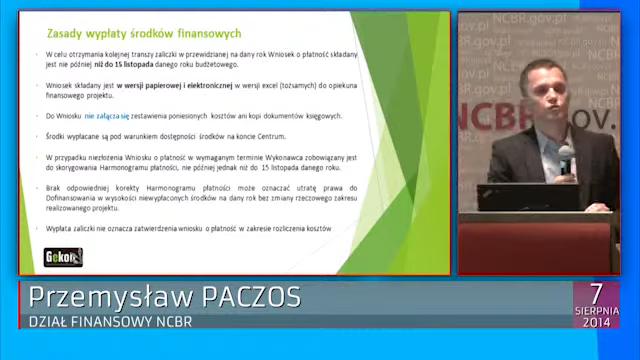 Zasady wypłaty środków finansowych
W celu otrzymania kolejnej transzy zaliczki w przewidzianej na dany rok Wniosek o płatność składany
jest nie później niż do 15 listopada danego roku budżetowego.
Wniosek składany jest w wersji papierowej i elektronicznej w wersji excel (tożsamych) do opiekuna
finansowego projektu.
Do Wniosku nie załącza się zestawienia poniesionych kosztów ani kopi dokumentów księgowych.
Środki wypłacane są pod warunkiem dostępności środków na koncie Centrum.
W przypadku niezłożenia Wniosku o płatność w wymaganym terminie Wykonawca zobowiązany jest
do skorygowania Harmonogramu płatności, nie później jednak niż do 15 listopada danego roku.
Brak odpowiedniej korekty Harmonogramu płatności może oznaczać utratę prawa do
Dofinansowania w wysokości niewypłaconych środków na dany rok bez zmiany rzeczowego zakresu
realizowanego projektu.
Wypłata zaliczki nie oznacza zatwierdzenia wniosku o płatność w zakresie rozliczenia kosztów
Gekon
NCBR.gov.pl
NCBR.gov.
Przemysław PACZOS
DZIAŁ FINANSOWY NCBR
7
SIERPNIA
2014